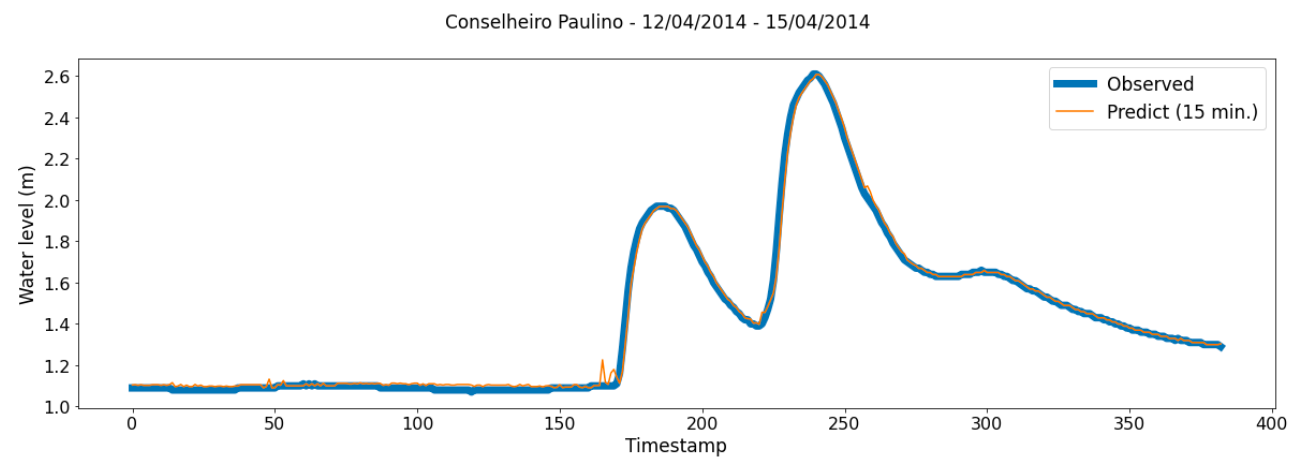 Conselheiro Paulino - 12/04/2014 - 15/04/2014
Observed
Predict (15 min.)
Water level (m)
2.6
2.4
2.2
2.0
1.8
1.6
1.4
1.2
1.0
0 50 100 150 200 250 300 350 400
Timestamp